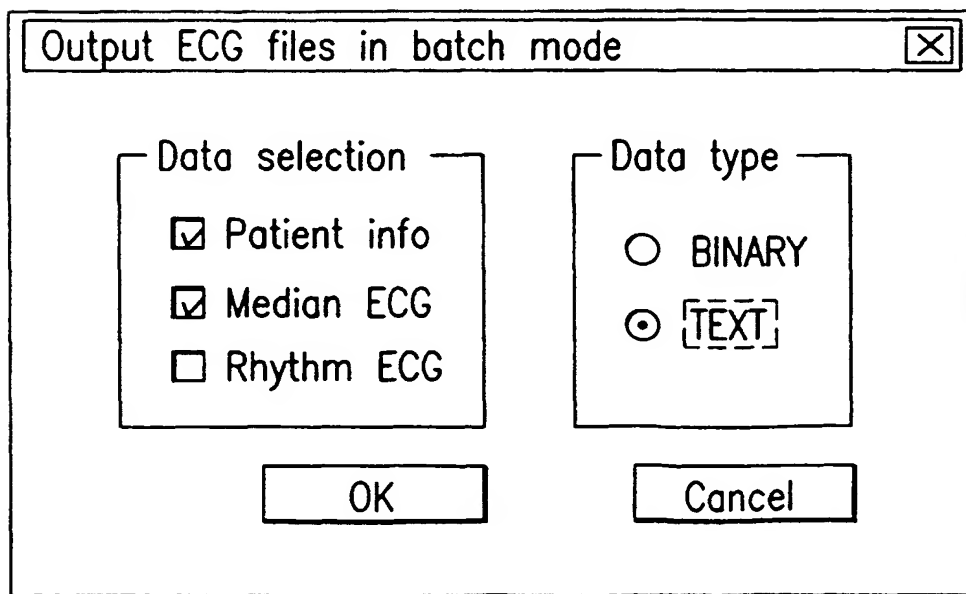 Output ECG files in batch mode
Data selection
Patient info
Median ECG
Rhythm ECG
Data type
BINARY
TEXT
OK
Cancel